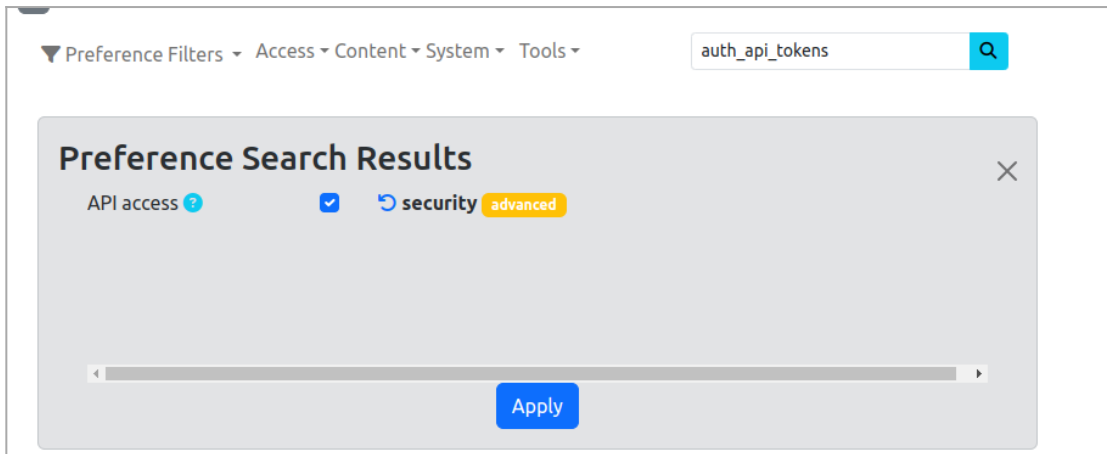 Preference Filters Access Content System Tools auth_api_tokens
Preference Search Results
API access ? security advanced
Apply